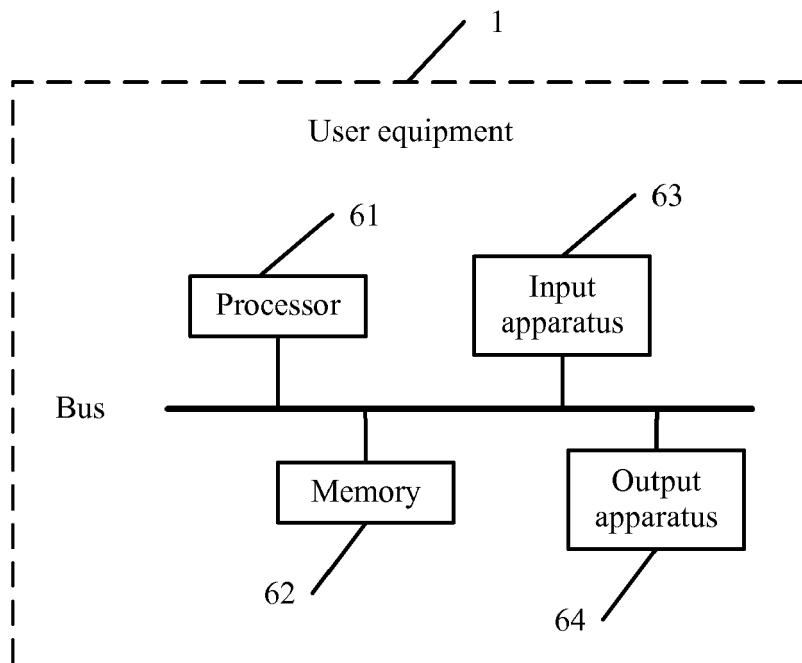 1
User equipment
61
63
Processor
Input
apparatus
Bus
Memory
Output
apparatus
62
64